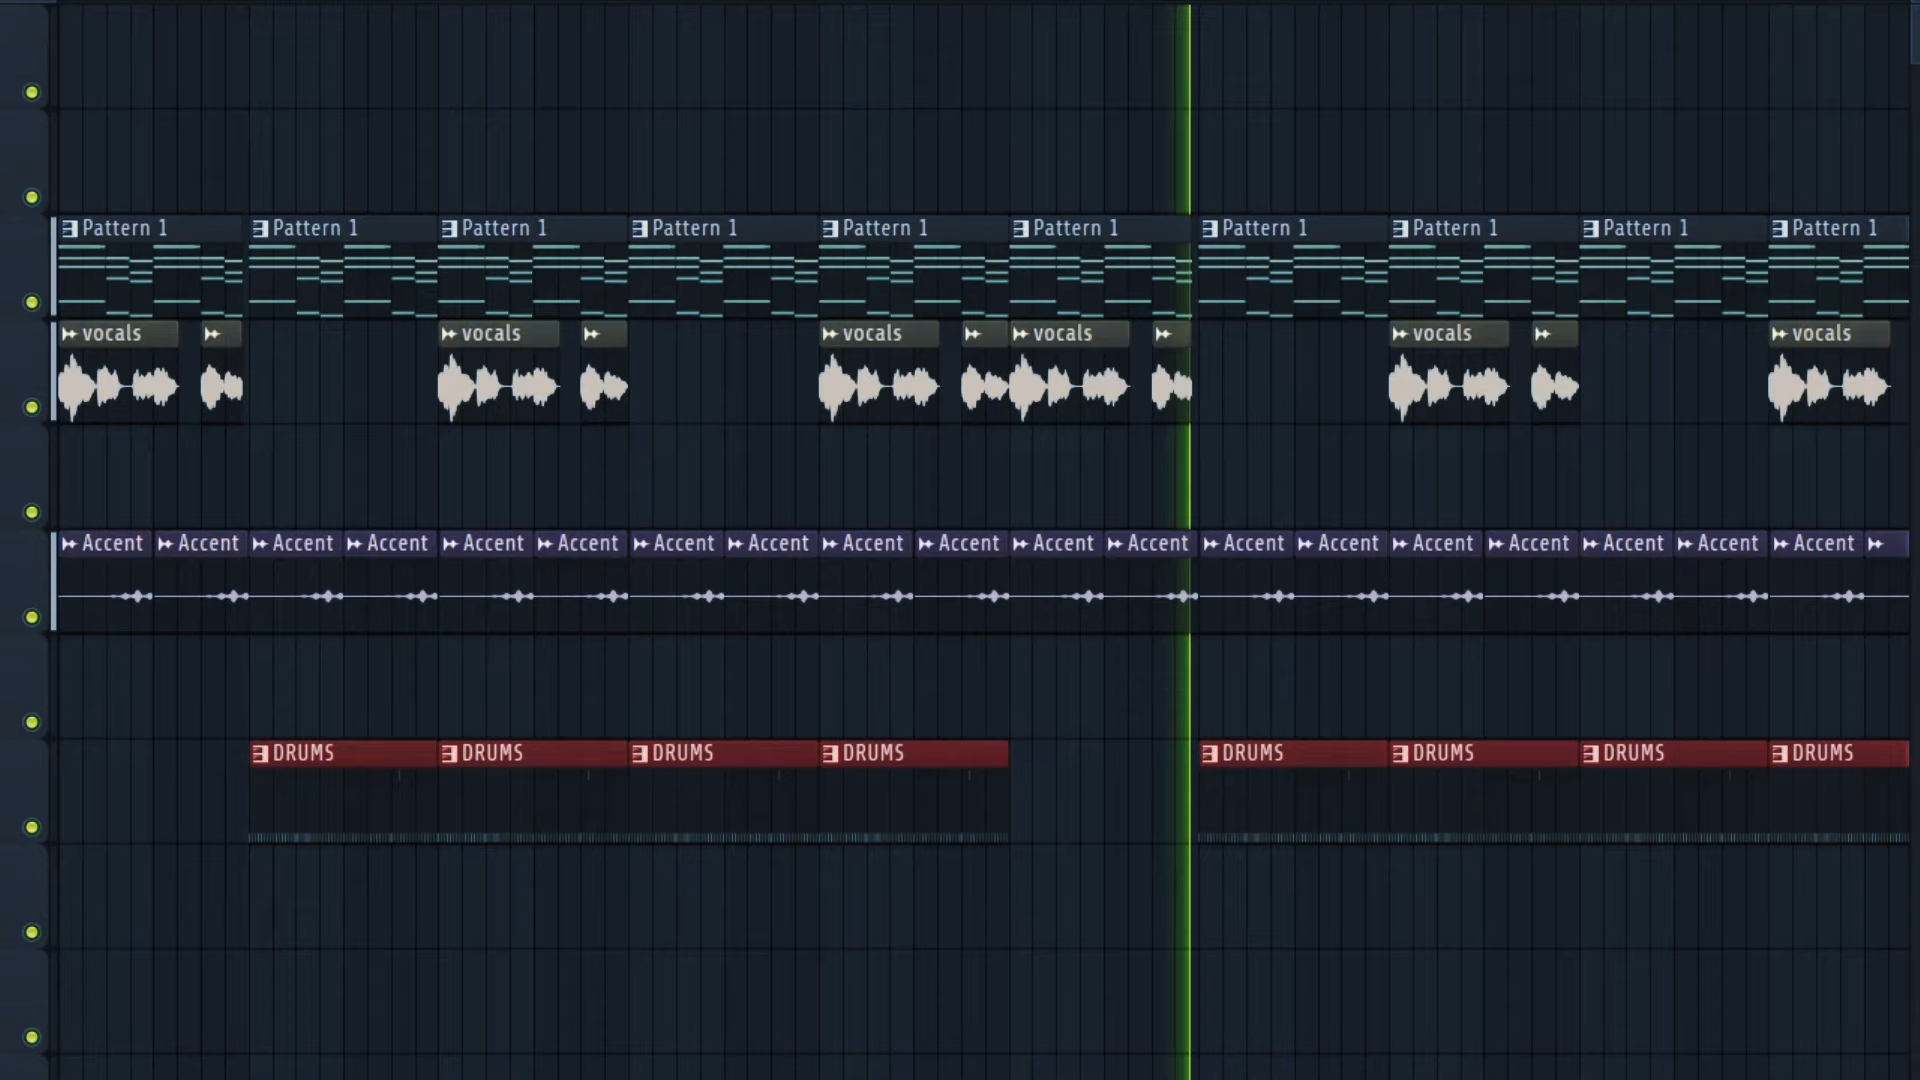 Pattern 1 Pattern 1 Pattern 1 Pattern 1 Pattern 1 Pattern 1 Pattern 1 Pattern 1 Pattern 1 Pattern 1
vocals vocals vocals vocals vocals vocals
Accent Accent Accent Accent Accent Accent Accent Accent Accent Accent Accent Accent Accent Accent Accent Accent Accent Accent Accent
DRUMS DRUMS DRUMS DRUMS DRUMS DRUMS DRUMS DRUMS